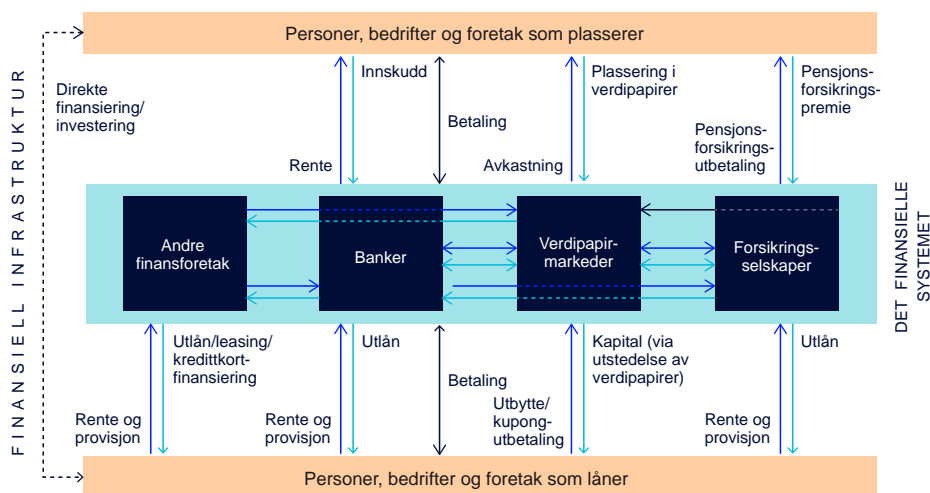 Personer, bedrifter og foretak som plasserer
FINANSIELL INFRASTRUKTUR
Direkte
finansiering/
investering
Innskudd
Rente
Betaling
Plassering i
verdipapirer
Avkastning
Pensjons-
forsikrings-
premie
Pensjons-
forsikrings-
utbetaling
Andre
finansforetak
Banker
Verdipapir-
markeder
Forsikrings-
selskaper
DET FINANSIELLE
SYSTEMET
Utlån/leasing/
kredittkort-
finansiering
Rente og
provisjon
Utlån
Rente og
provisjon
Betaling
Kapital (via
utstedelse av
verdipapirer)
Utbytte/
kupong-
utbetaling
Utlån
Rente og
provisjon
Personer, bedrifter og foretak som låner